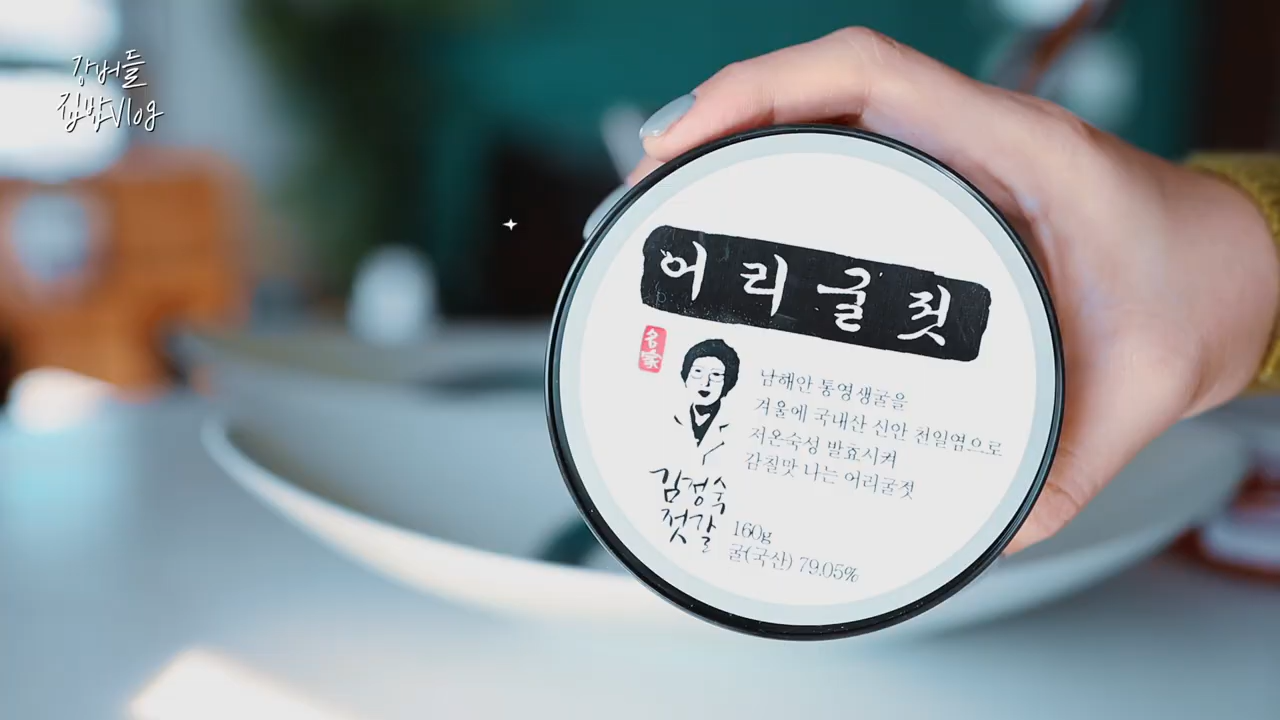 강버들
집밥Vlog
어리굴젓
名家
남해안 통영생굴을
겨울에 국내산 신안 천일염으로
저온숙성 발효시켜
감칠맛 나는 어리굴젓
김정숙
젓갈
160g
굴(국산) 79.05%